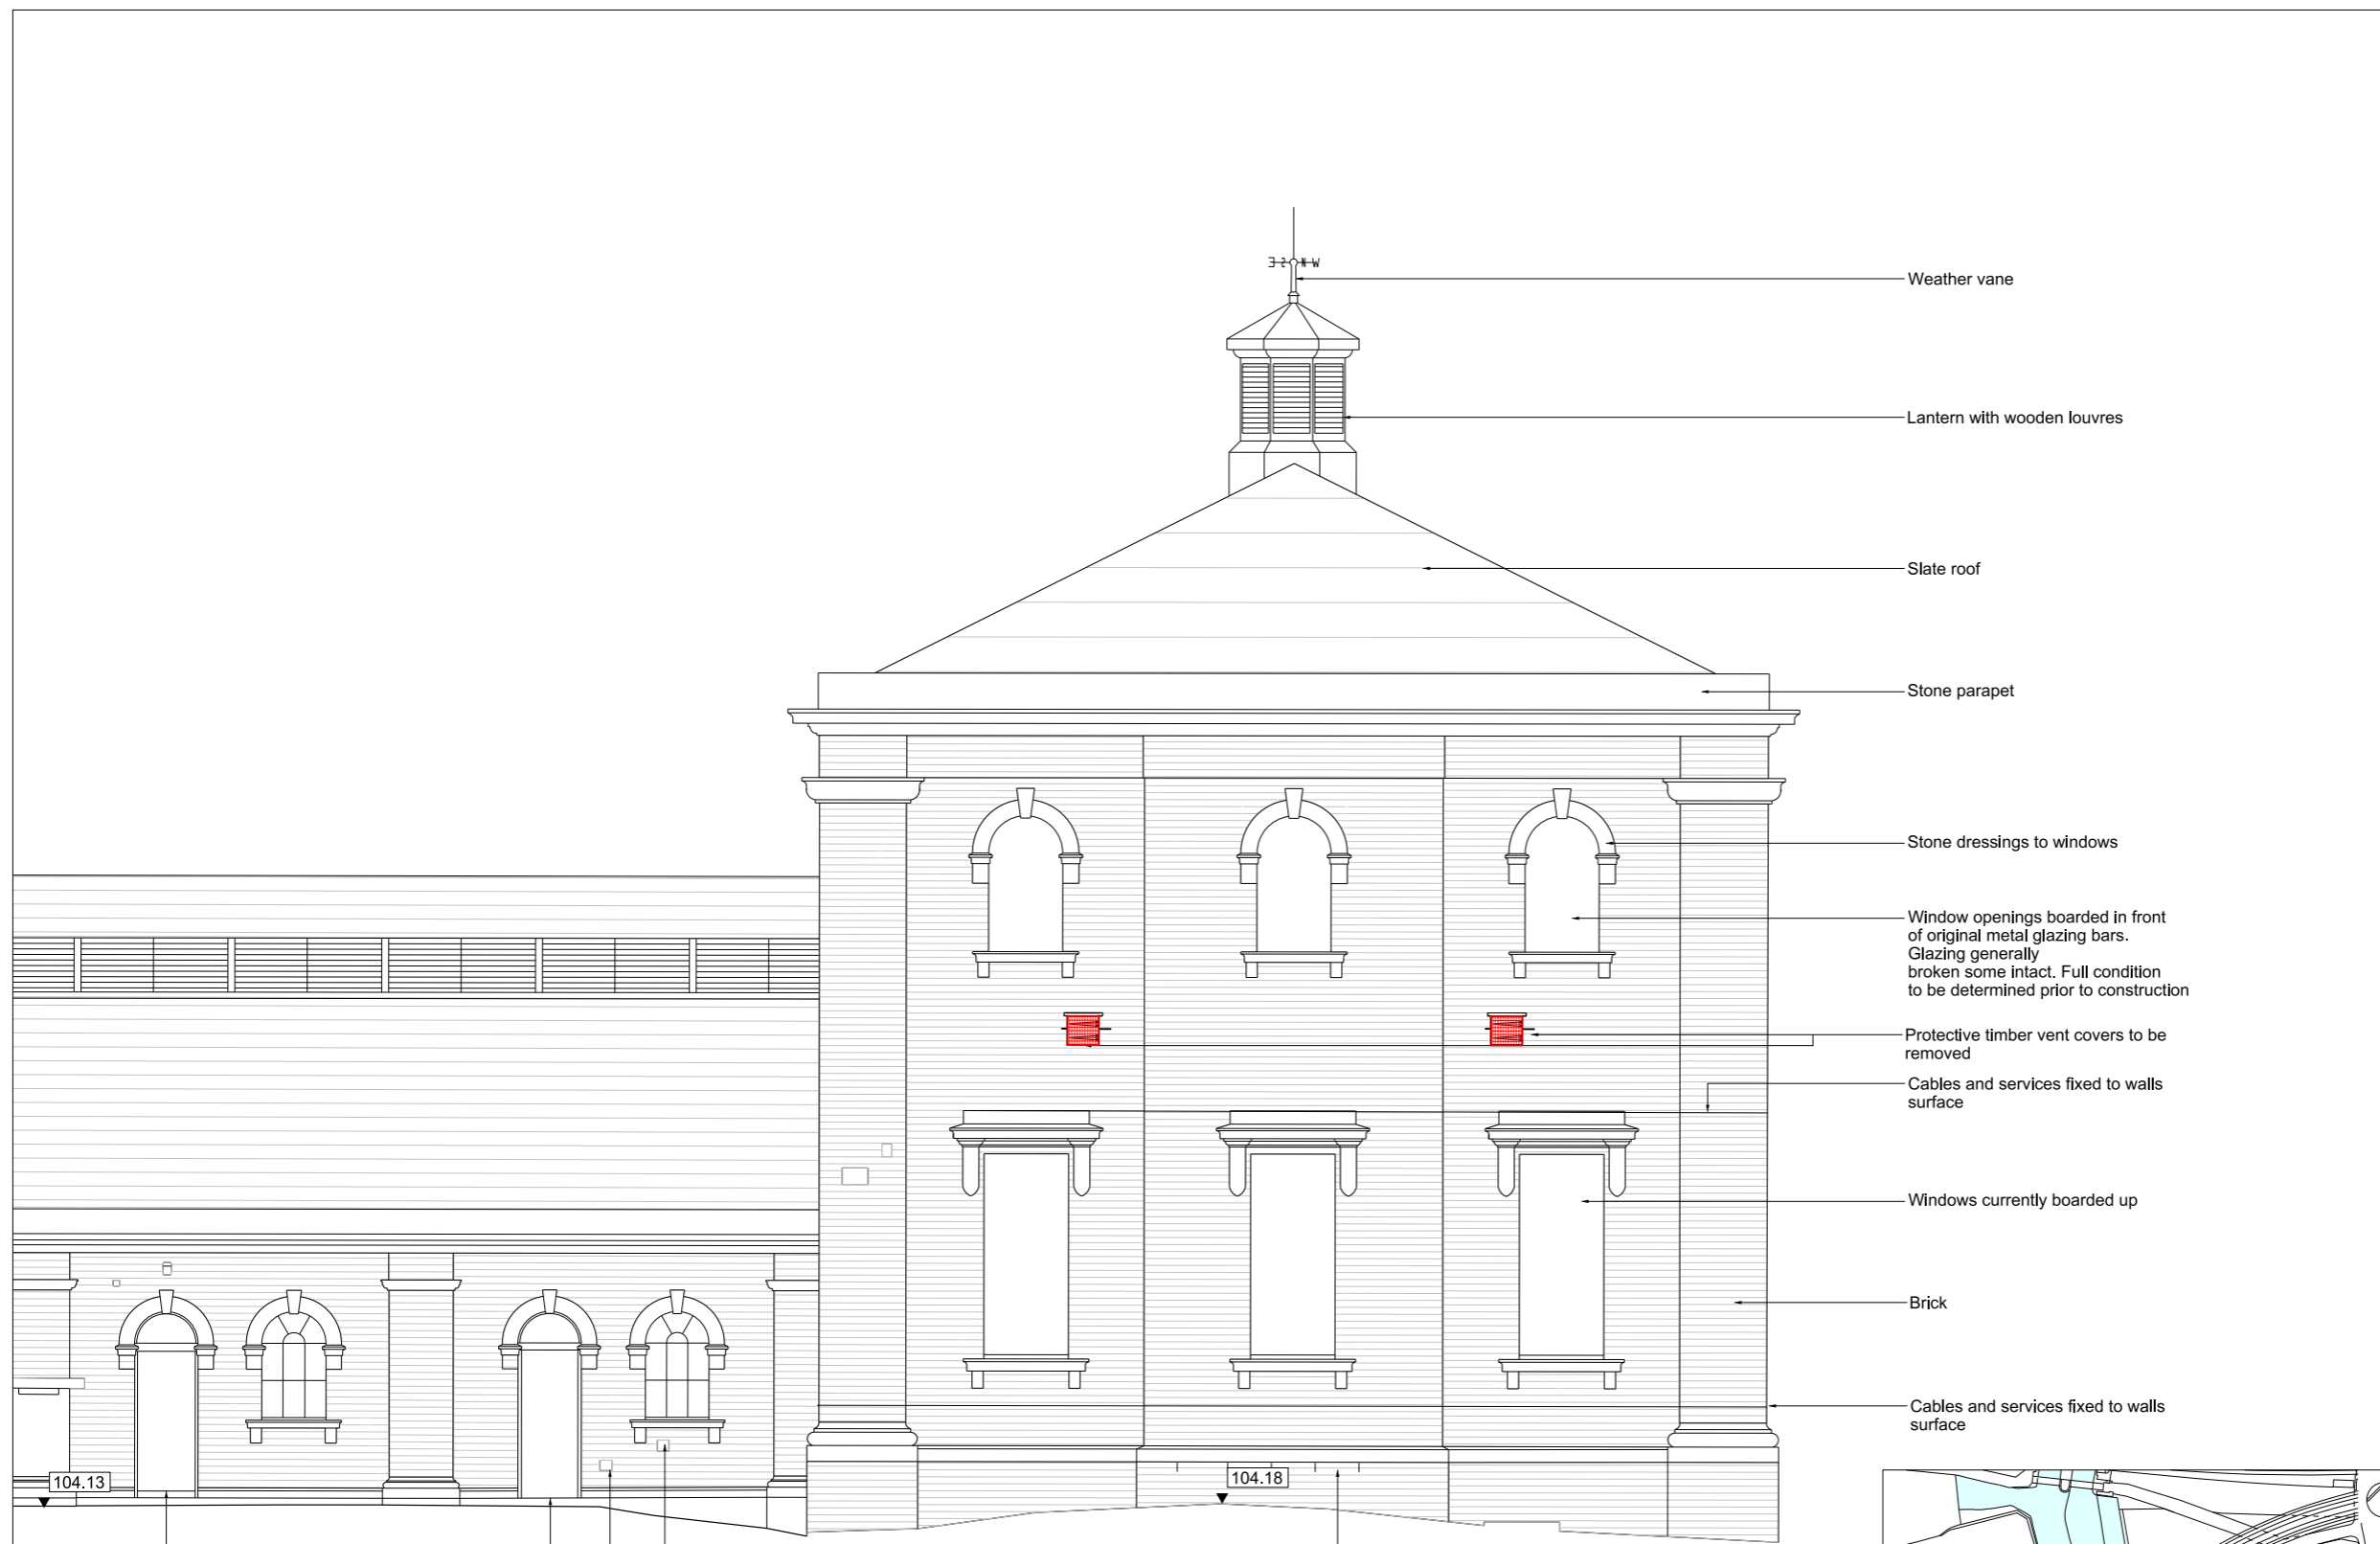 E S N W
Weather vane
Lantern with wooden louvres
Slate roof
Stone parapet
Stone dressings to windows
Window openings boarded in front
of original metal glazing bars.
Glazing generally
broken some intact. Full condition
to be determined prior to construction
Protective timber vent covers to be
removed
Cables and services fixed to walls
surface
Windows currently boarded up
Brick
Cables and services fixed to walls
surface
104.13
104.18